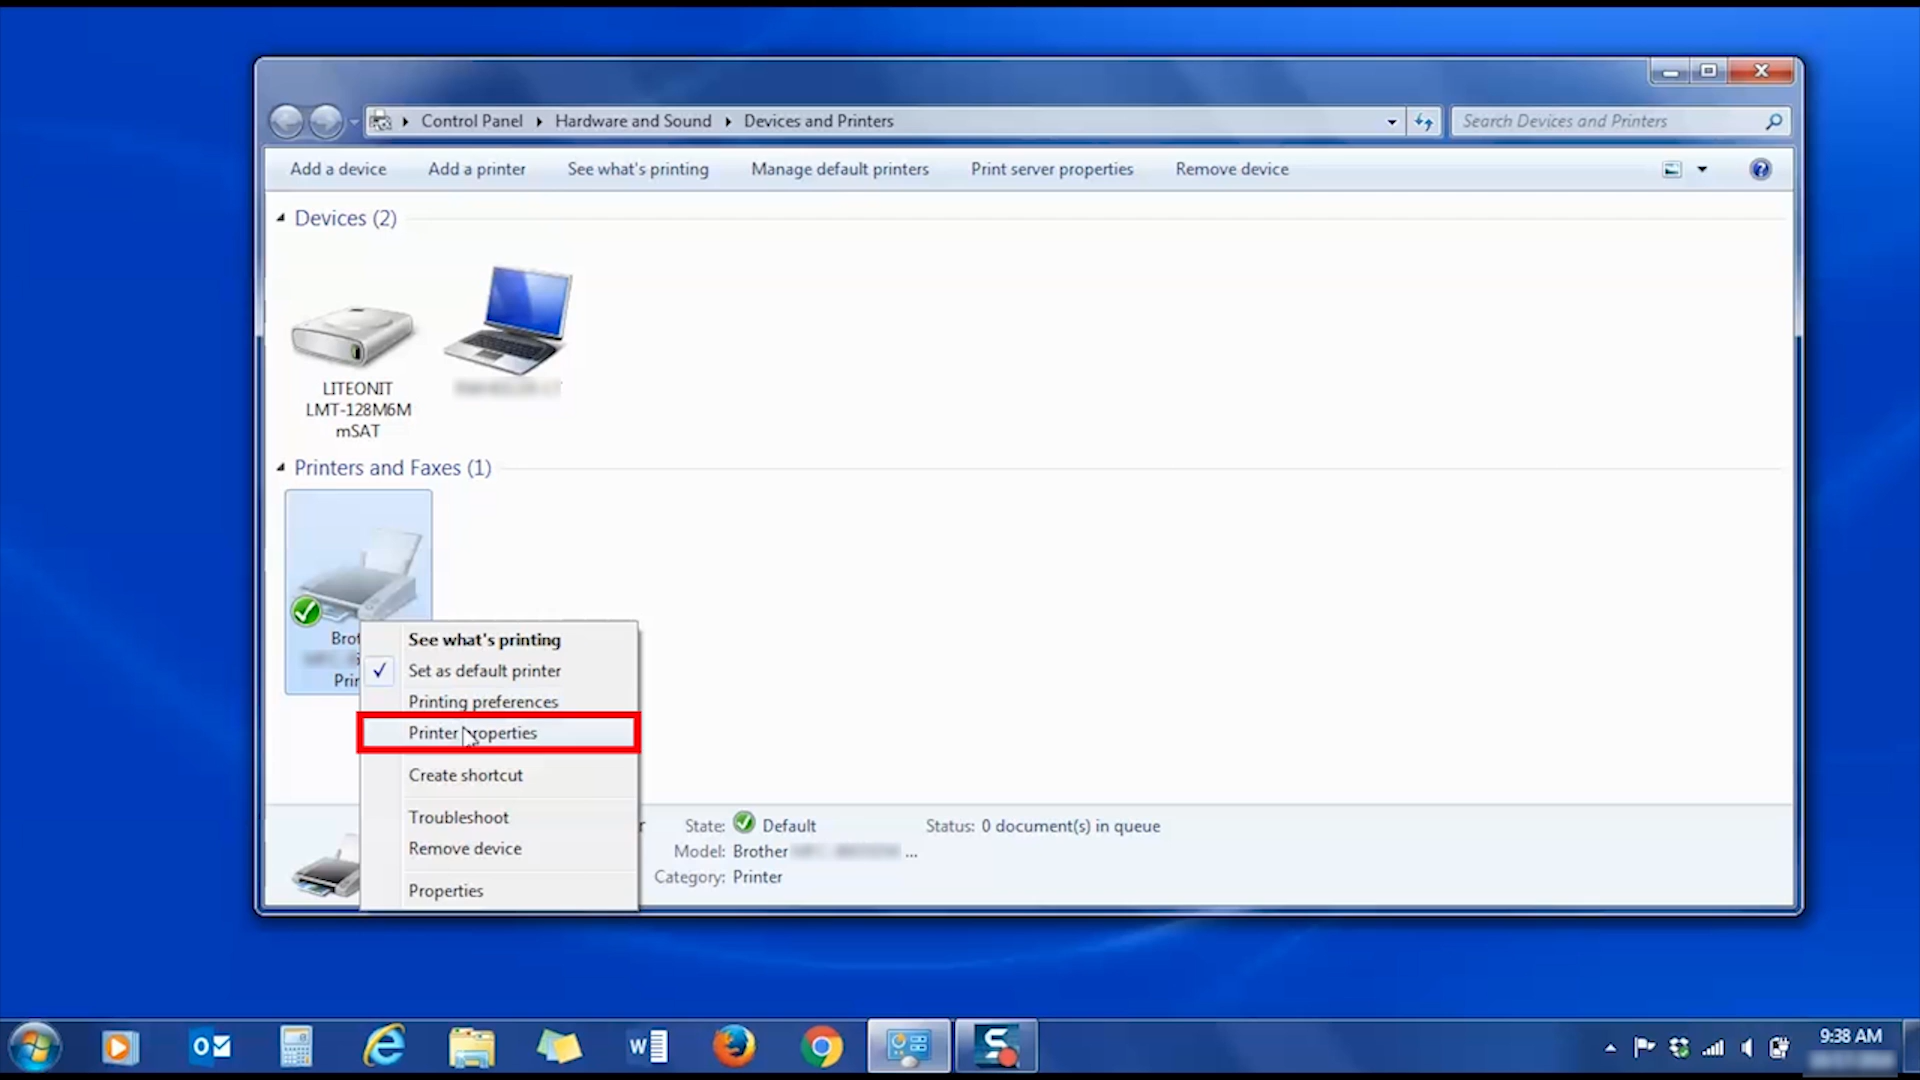 Control Panel Hardware and Sound Devices and Printers
Search Devices and Printers
Add a device Add a printer See what's printing Manage default printers Print server properties Remove device
Devices (2)
LITEONIT
LMT-128M6M
mSAT
Printers and Faxes (1)
See what's printing
Set as default printer
Printing preferences
Printer properties
Create shortcut
Troubleshoot
Remove device
Properties
State: Default
Status: 0 document(s) in queue
Model: Brother ...
Category: Printer
9:38 AM